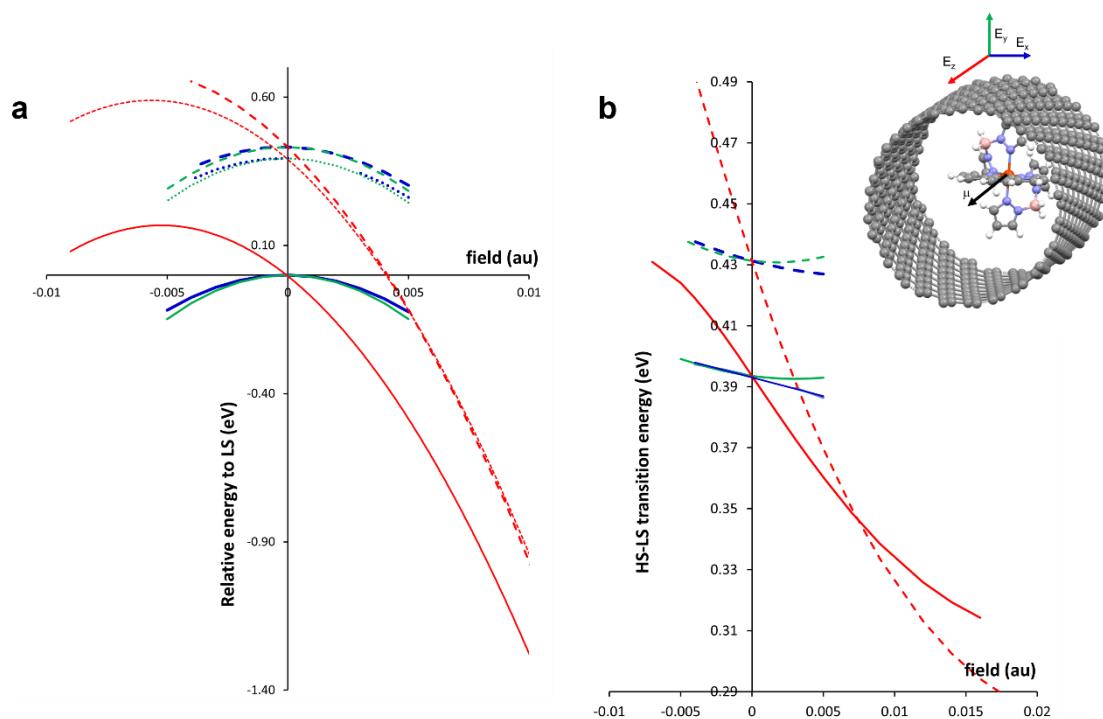 a
0.60
0.10
field (au)
-0.01
-0.005
0
0.005
0.01
-0.40
-0.90
-1.40
Relative energy to LS (eV)
b
0.49
0.47
0.45
0.43
0.41
0.39
0.37
0.35
0.33
0.31
0.29
HS-LS transition energy (eV)
field (au)
-0.01
-0.005
0
0.005
0.01
0.015
0.02
Ey
Ex
Ez
μ